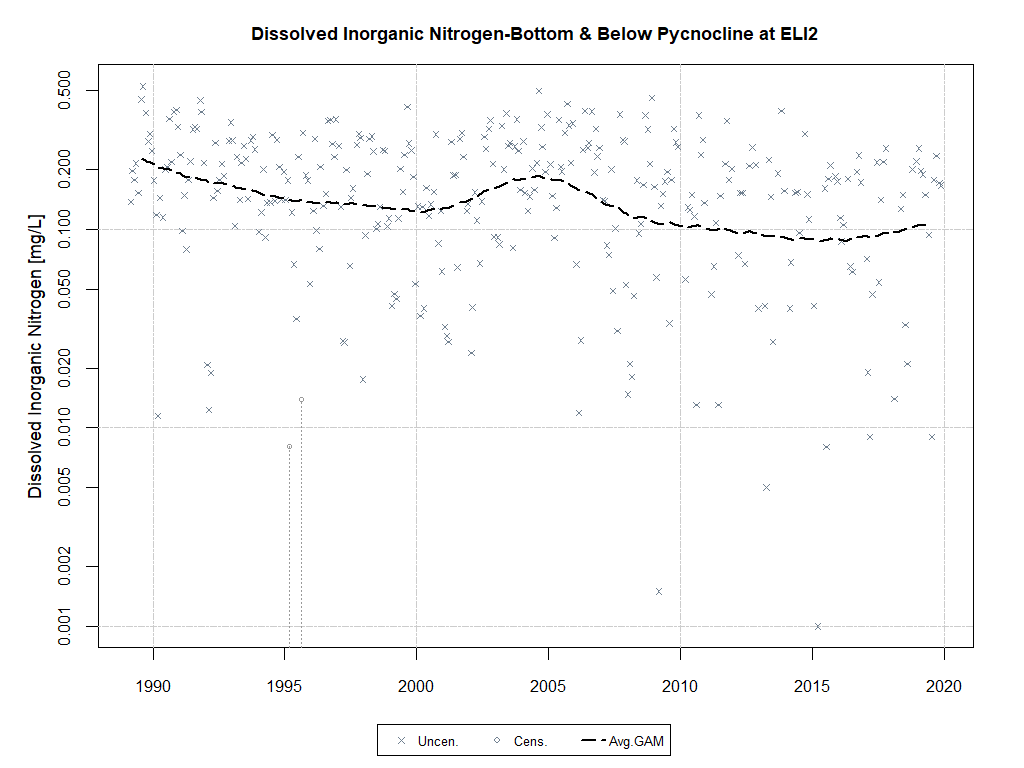 Dissolved Inorganic Nitrogen-Bottom & Below Pycnocline at ELI2
Dissolved Inorganic Nitrogen [mg/L]
0.500
0.200
0.100
0.050
0.020
0.010
0.005
0.002
0.001
1990 1995 2000 2005 2010 2015 2020
Uncen. Cens. Avg.GAM